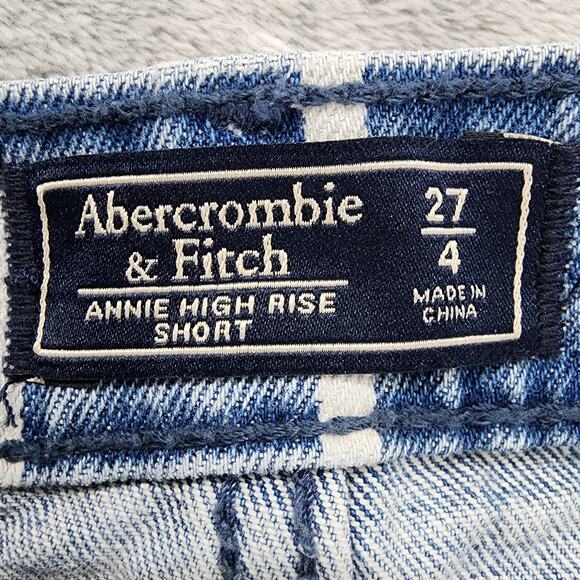 Abercrombie
& Fitch
ANNIE HIGH RISE
SHORT
27
4
MADE IN
CHINA